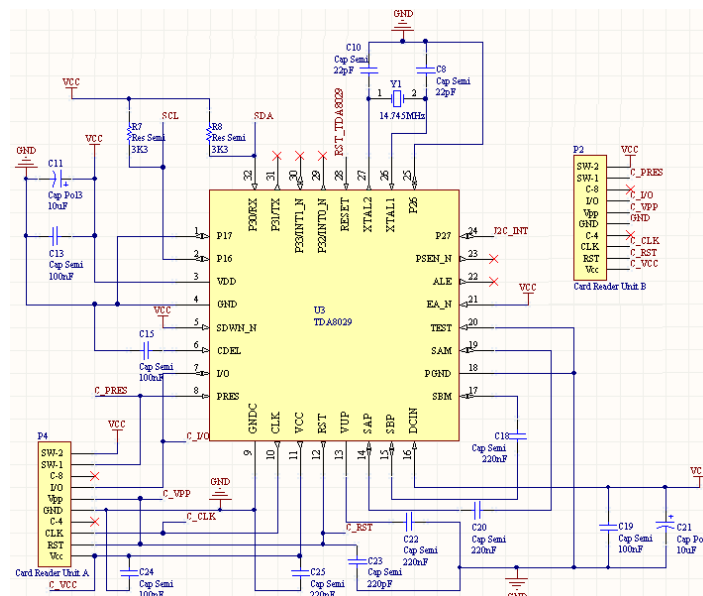 GND
C10
Cap Semi
22pF
C8
Cap Semi
22pF
Y1
1
2
14.745MHz
VCC
R7
Res Semi
3K3
SCL
R8
Res Semi
3K3
SDA
RST_TDA8029
GND
VCC
C11
Cap Pol3
10uF
C13
Cap Semi
100nF
32
31
30
29
28
27
26
25
P30/RX
P31/TX
P33/INT1_N
P32/INT0_N
RESET
XTAL2
XTAL1
P26
1
P17
2
P16
3
VDD
4
GND
5
SDWN_N
6
CDEL
7
I/O
8
PRES
U3
TDA8029
P27
24
I2C_INT
PSEN_N
23
ALE
22
EA_N
21
VCC
TEST
20
SAM
19
PGND
18
SBM
17
GNDC
CLK
VCC
RST
VUP
SAP
SBP
DCIN
9
10
11
12
13
14
15
16
VCC
C15
Cap Semi
100nF
C_PRES
C_I/O
P2
SW-2
SW-1
C-8
I/O
Vpp
GND
C-4
CLK
RST
Vcc
VCC
C_PRES
C_I/O
C_VPP
GND
C_CLK
C_RST
C_VCC
Card Reader Unit B
P4
SW-2
SW-1
C-8
I/O
Vpp
GND
C-4
CLK
RST
Vcc
VCC
C_VPP
GND
C_CLK
Card Reader Unit A
C_VCC
C24
Cap Semi
100nF
C25
Cap Semi
220nF
C23
Cap Semi
220pF
C_RST
C22
Cap Semi
220nF
C20
Cap Semi
220nF
C18
Cap Semi
220nF
C19
Cap Semi
100nF
C21
Cap Po
10uF
VC
GND